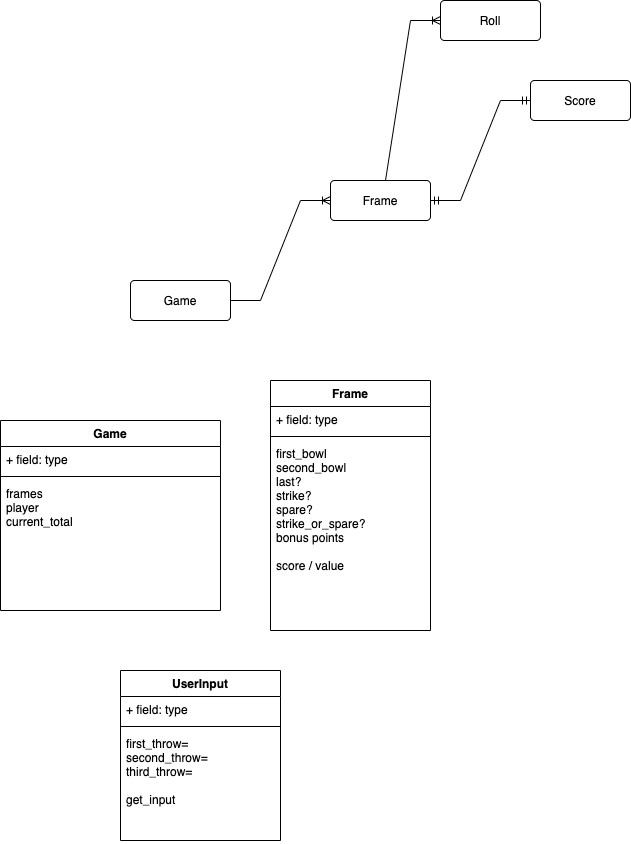 Roll
Score
Frame
Game
Frame
+ field: type
first_bowl
second_bowl
last?
strike?
spare?
strike_or_spare?
bonus points
score / value
Game
+ field: type
frames
player
current_total
UserInput
+ field: type
first_throw=
second_throw=
third_throw=
get_input